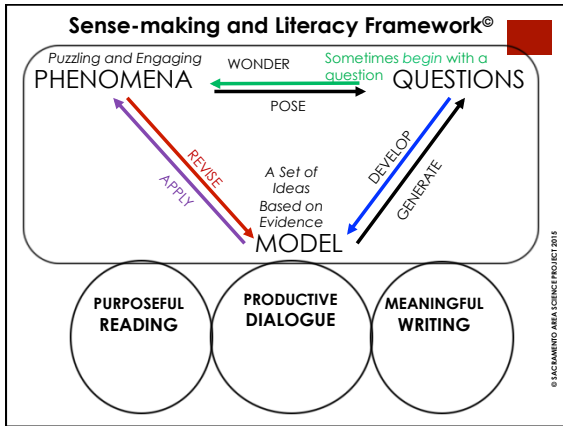 Sense-making and Literacy Framework©
Puzzling and Engaging
PHENOMENA
WONDER
POSE
Sometimes begin with a
question
QUESTIONS
REVISE
APPLY
A Set of
Ideas
Based on
Evidence
MODEL
DEVELOP
GENERATE
PURPOSEFUL
READING
PRODUCTIVE
DIALOGUE
MEANINGFUL
WRITING
© SACRAMENTO AREA SCIENCE PROJECT 2015